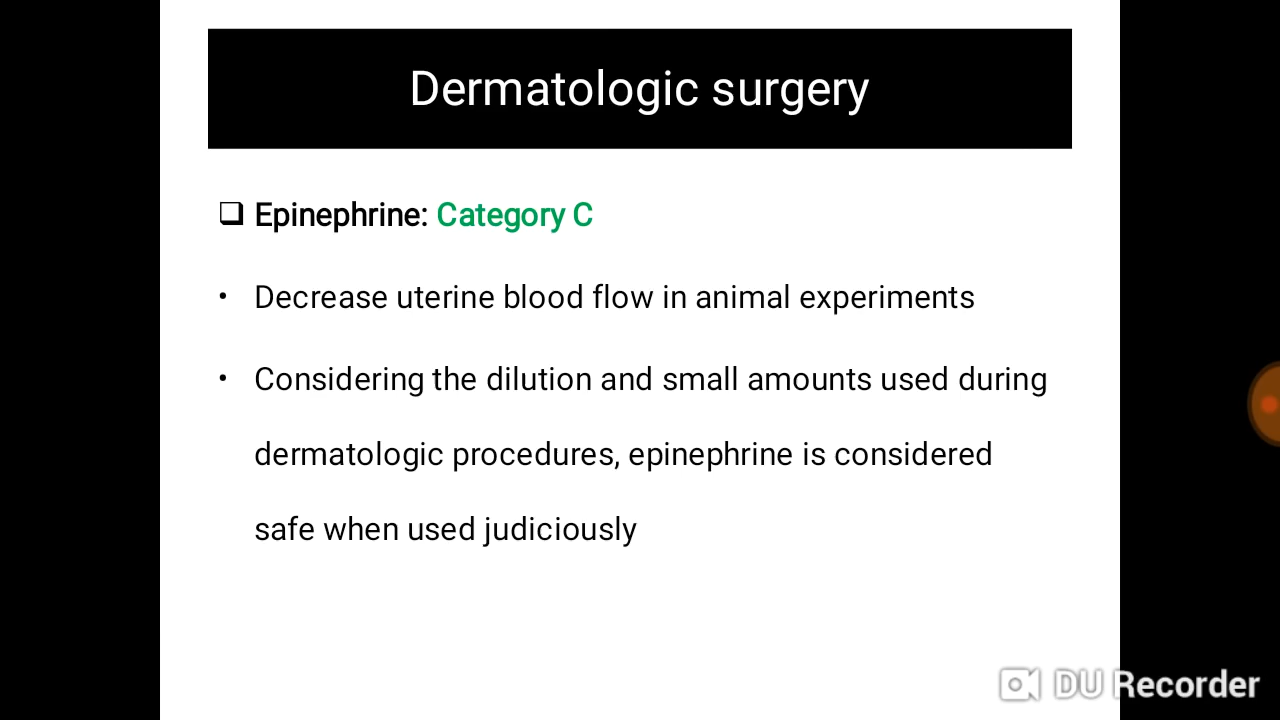 Dermatologic surgery
❑ Epinephrine: Category C
• Decrease uterine blood flow in animal experiments
• Considering the dilution and small amounts used during
dermatologic procedures, epinephrine is considered
safe when used judiciously
DU Recorder